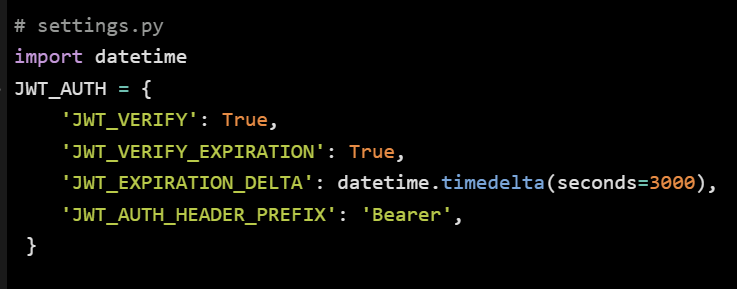 # settings.py
import datetime
JWT_AUTH = {
    'JWT_VERIFY': True,
    'JWT_VERIFY_EXPIRATION': True,
    'JWT_EXPIRATION_DELTA': datetime.timedelta(seconds=3000),
    'JWT_AUTH_HEADER_PREFIX': 'Bearer',
 }